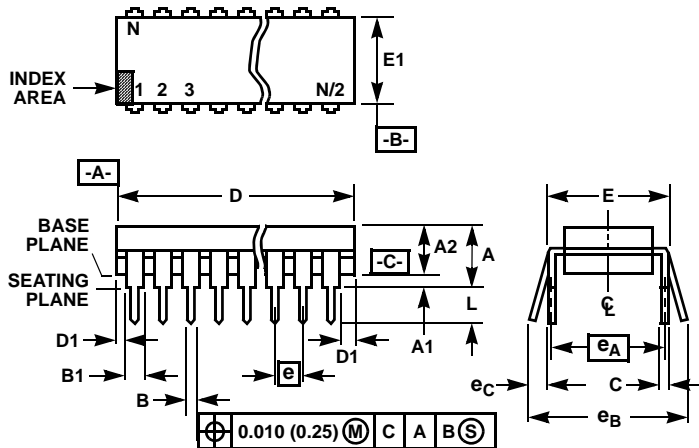 N
INDEX
AREA
1 2 3 N/2
E1
-B-
-A-
D
E
BASE
PLANE
A2
A
-C-
SEATING
PLANE
L
C L
D1
A1
D1
e
eA
B1
eC
C
B
eB
0.010 (0.25) M C A B S